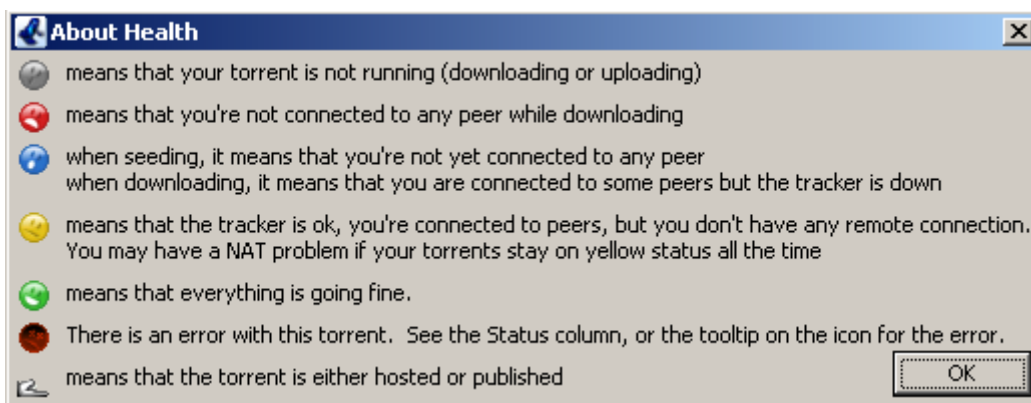 About Health
means that your torrent is not running (downloading or uploading)
means that you're not connected to any peer while downloading
when seeding, it means that you're not yet connected to any peer
when downloading, it means that you are connected to some peers but the tracker is down
means that the tracker is ok, you're connected to peers, but you don't have any remote connection.
You may have a NAT problem if your torrents stay on yellow status all the time
means that everything is going fine.
There is an error with this torrent.  See the Status column, or the tooltip on the icon for the error.
means that the torrent is either hosted or published
OK